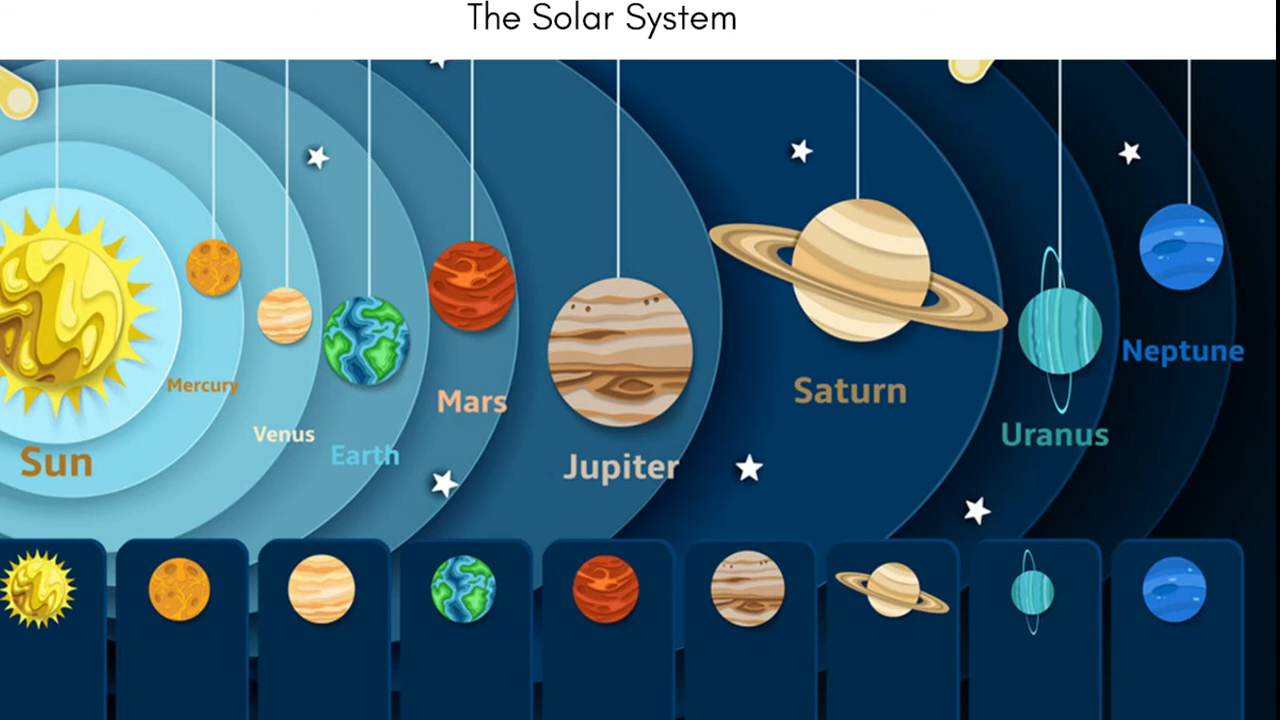 The Solar System
Sun
Mercury
Venus
Earth
Mars
Jupiter
Saturn
Uranus
Neptune